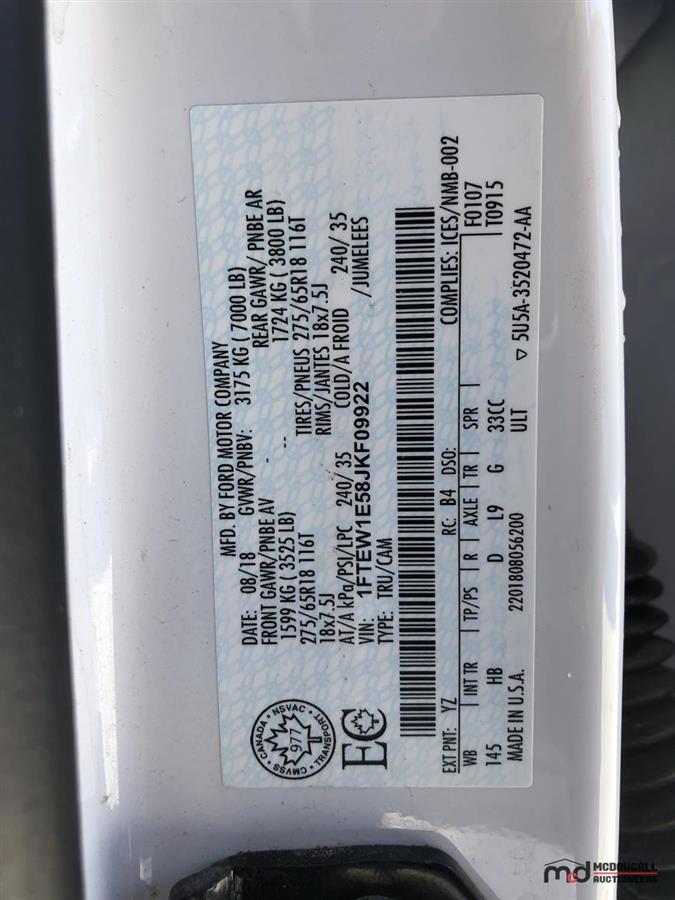 MFD. BY FORD MOTOR COMPANY
DATE: 08/18 GVWR/PNBV: 3175 KG ( 7000 LB)
FRONT GAWR/PNBE AV - REAR GAWR/ PNBE AR
1599 KG ( 3525 LB) -- 1724 KG ( 3800 LB)
275/65R18 116T TIRES/PNEUS 275/65R18 116T
18x7.5J RIMS/JANTES 18x7.5J
AT/A kPa/PSI/LPC 240/ 35 COLD/A FROID 240/ 35
VIN: 1FTEW1E58JKF09922 /JUMELEES
TYPE: TRU/CAM
CANADA • NSVAC • TRANSPORT • CMVSS •
977
EC
EXT PNT: YZ RC: B4 DSO: COMPLIES: ICES/NMB-002
WB INT TR TP/PS R AXLE TR SPR F0107
145 HB D L9 G 33CC T0915
MADE IN U.S.A. 2201808056200 ULT ▽ 5U5A-3520472-AA
md MCDOUGALL
AUCTIONEERS